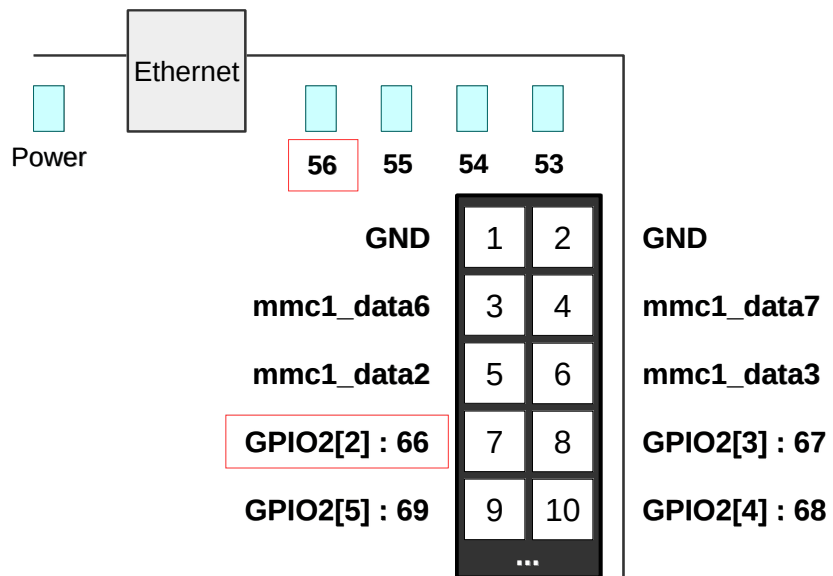 Ethernet
Power
56 55 54 53
GND 1 2 GND
mmc1_data6 3 4 mmc1_data7
mmc1_data2 5 6 mmc1_data3
GPIO2[2] : 66 7 8 GPIO2[3] : 67
GPIO2[5] : 69 9 10 GPIO2[4] : 68
...